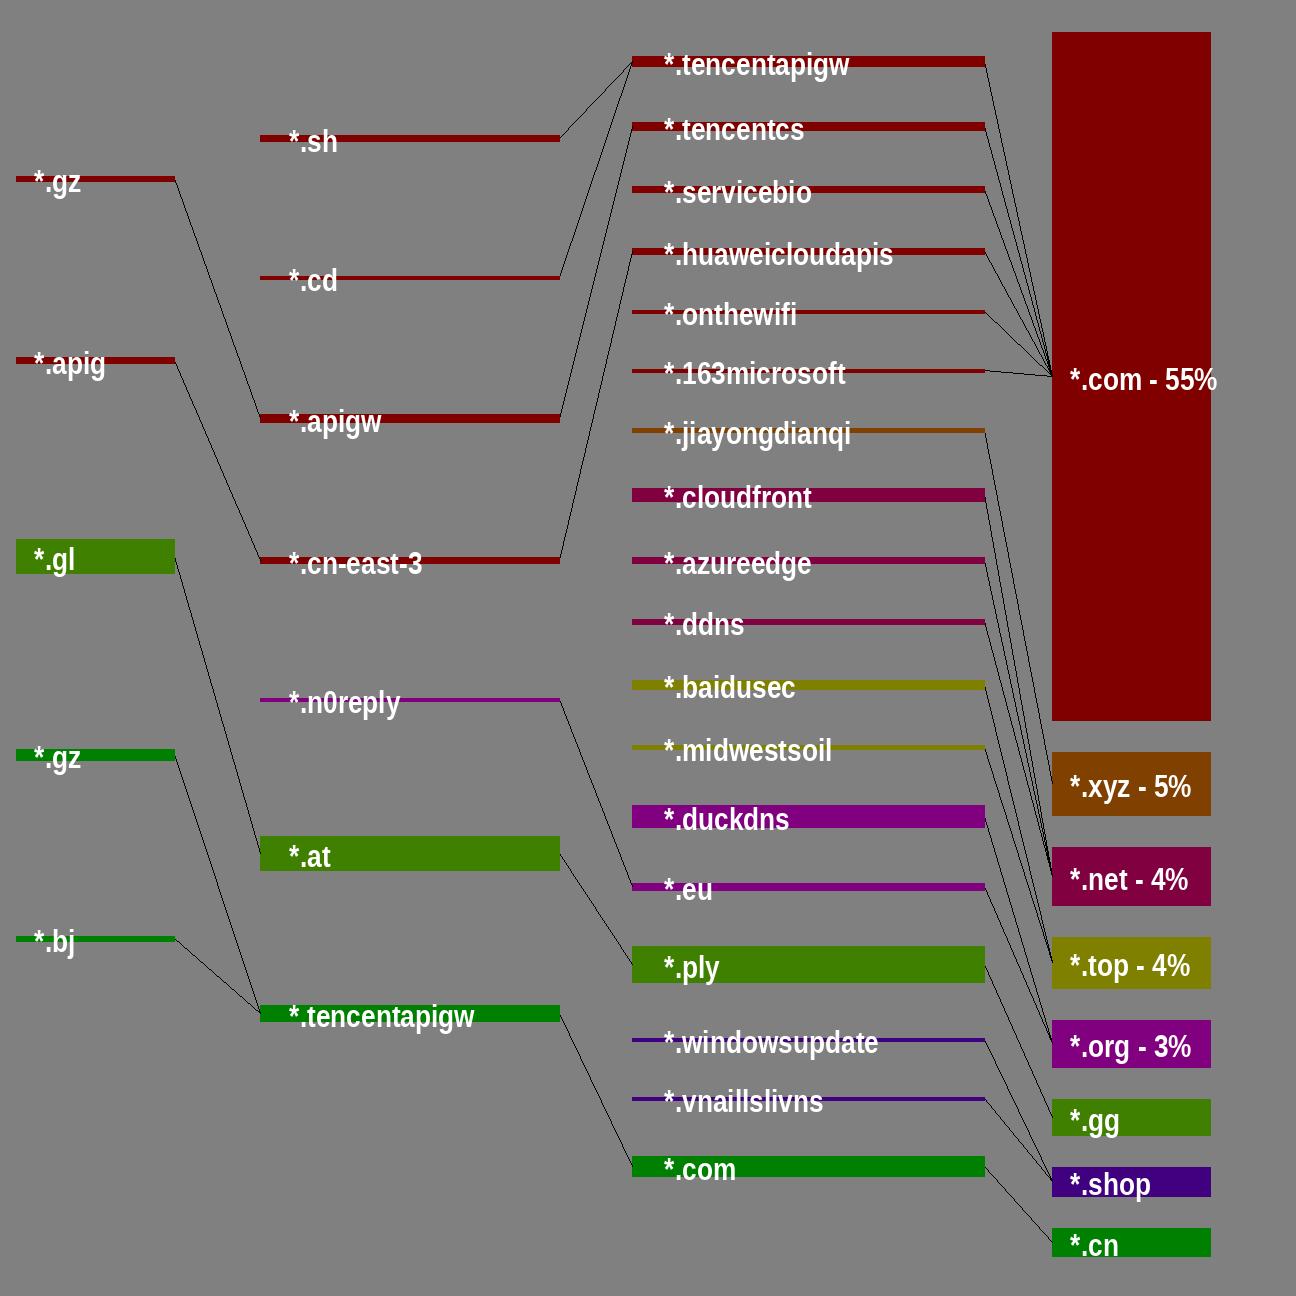 *.gz
*.apig
*.gl
*.gz
*.bj
*.sh
*.cd
*.apigw
*.cn-east-3
*.n0reply
*.at
*.tencentapigw
*.tencentapigw
*.tencentcs
*.servicebio
*.huaweicloudapis
*.onthewifi
*.163microsoft
*.jiayongdianqi
*.cloudfront
*.azureedge
*.ddns
*.baidusec
*.midwestsoil
*.duckdns
*.eu
*.ply
*.windowsupdate
*.vnaillslivns
*.com
*.com - 55%
*.xyz - 5%
*.net - 4%
*.top - 4%
*.org - 3%
*.gg
*.shop
*.cn